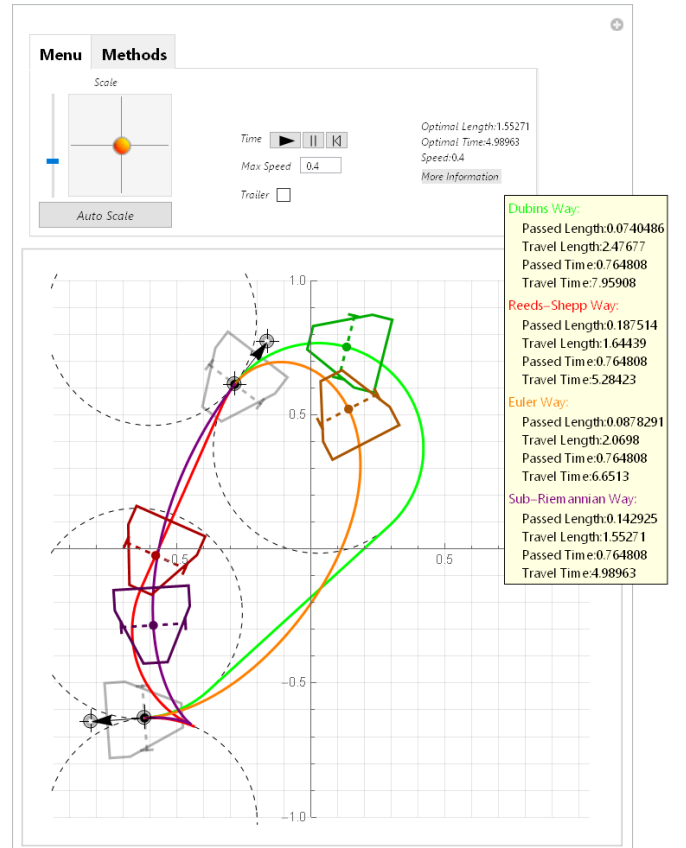 Menu Methods
Scale
Time
Max Speed 0.4
Trailer
Auto Scale
Optimal Length:1.55271
Optimal Time:4.98963
Speed:0.4
More Information
Dubins Way:
Passed Length:0.0740486
Travel Length:2.47677
Passed Time:0.764808
Travel Time:7.95908
Reeds–Shepp Way:
Passed Length:0.187514
Travel Length:1.64439
Passed Time:0.764808
Travel Time:5.28423
Euler Way:
Passed Length:0.0878291
Travel Length:2.0698
Passed Time:0.764808
Travel Time:6.6513
Sub–Riemannian Way:
Passed Length:0.142925
Travel Length:1.55271
Passed Time:0.764808
Travel Time:4.98963
1.0
0.5
0.5
0.5
−0.5
−1.0